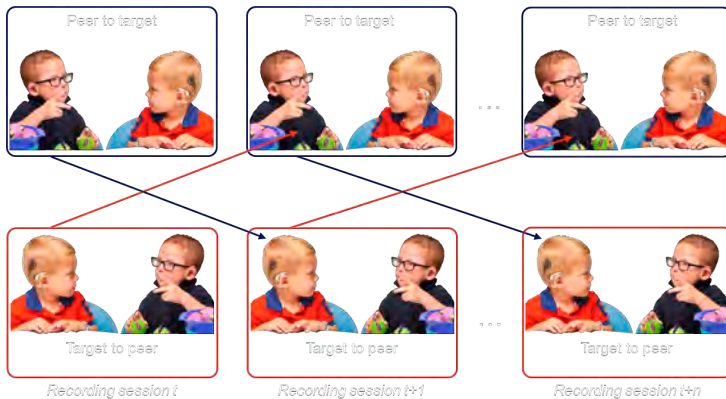 Peer to target
Peer to target
Peer to target
...
Target to peer
Target to peer
Target to peer
...
Recording session t
Recording session t+1
Recording session t+n